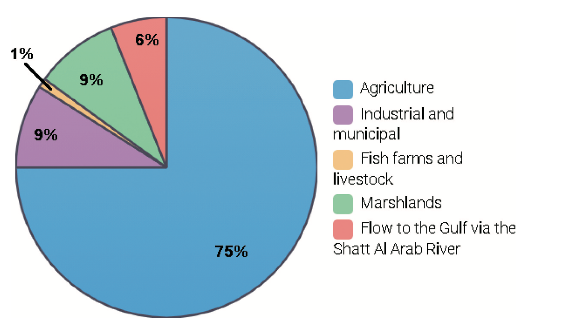 6%
1%
9%
9%
75%
Agriculture
Industrial and
municipal
Fish farms and
livestock
Marshlands
Flow to the Gulf via the
Shatt Al Arab River